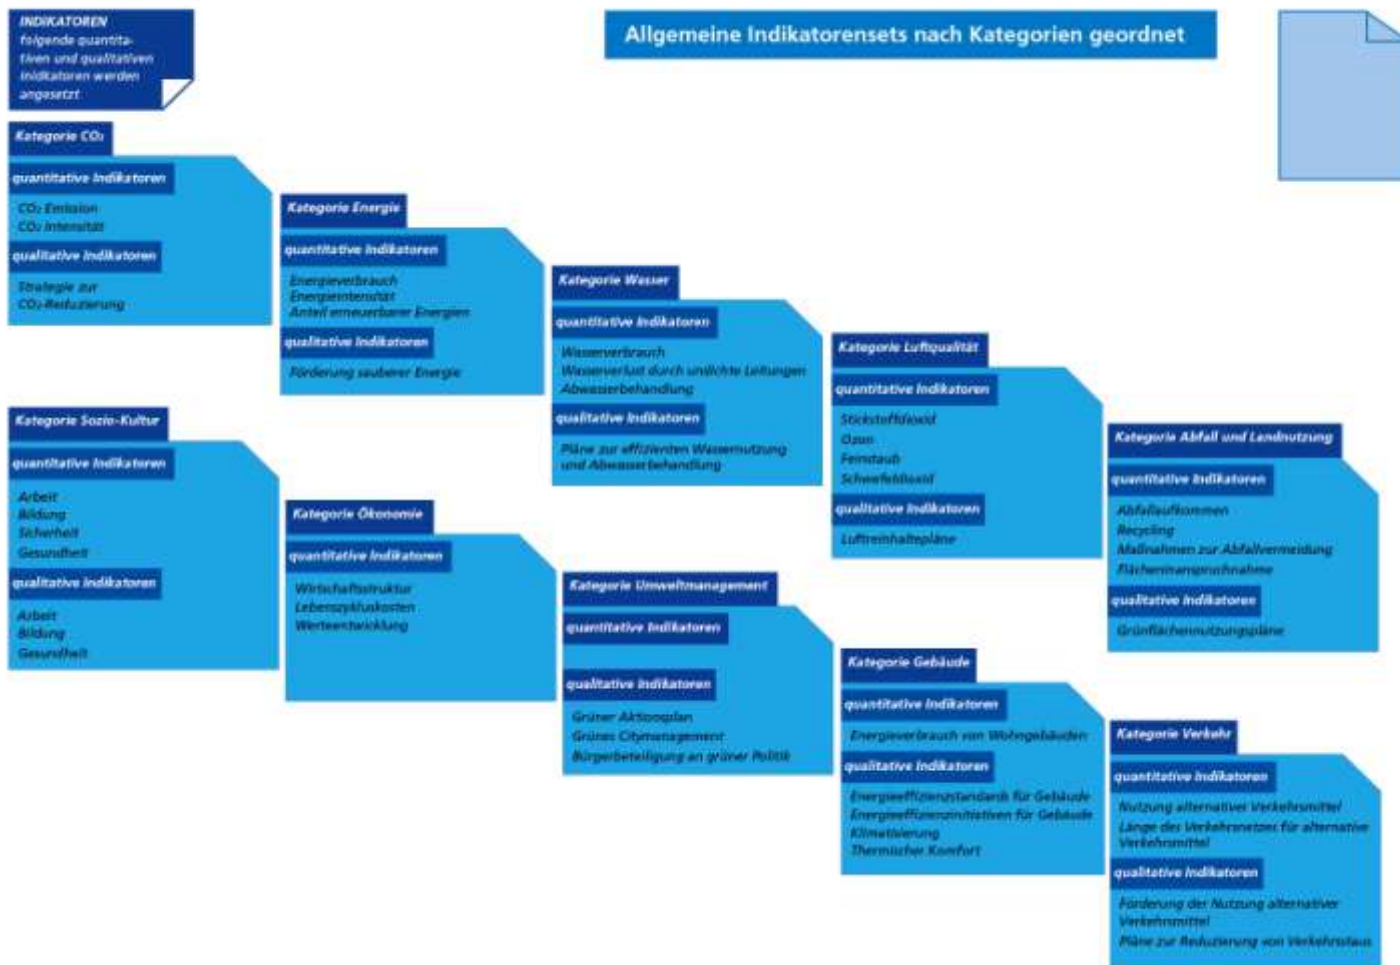 INDIKATOREN
folgende quantita-
tiven und qualitativen
Inidkatoren werden
angesetzt
Allgemeine Indikatorensets nach Kategorien geordnet
Kategorie CO₂
quantitative Indikatoren
CO₂ Emission
CO₂ Intensität
qualitative Indikatoren
Strategie zur
CO₂-Reduzierung
Kategorie Energie
quantitative Indikatoren
Energieverbrauch
Energieintensität
Anteil erneuerbarer Energien
qualitative Indikatoren
Förderung sauberer Energie
Kategorie Wasser
quantitative Indikatoren
Wasserverbrauch
Wasserverlust durch undichte Leitungen
Abwasserbehandlung
qualitative Indikatoren
Pläne zur effizienten Wassernutzung
und Abwasserbehandlung
Kategorie Luftqualität
quantitative Indikatoren
Stickstoffdioxid
Ozon
Feinstaub
Schwefeldioxid
qualitative Indikatoren
Luftreinhaltepläne
Kategorie Abfall und Landnutzung
quantitative Indikatoren
Abfallaufkommen
Recycling
Maßnahmen zur Abfallvermeidung
Flächeninanspruchnahme
qualitative Indikatoren
Grünflächennutzungspläne
Kategorie Sozio-Kultur
quantitative Indikatoren
Arbeit
Bildung
Sicherheit
Gesundheit
qualitative Indikatoren
Arbeit
Bildung
Gesundheit
Kategorie Ökonomie
quantitative Indikatoren
Wirtschaftsstruktur
Lebenszykluskosten
Werteentwicklung
Kategorie Umweltmanagement
quantitative Indikatoren
qualitative Indikatoren
Grüner Aktionsplan
Grünes Citymanagement
Bürgerbeteiligung an grüner Politik
Kategorie Gebäude
quantitative Indikatoren
Energieverbrauch von Wohngebäuden
qualitative Indikatoren
Energieeffizienzstandards für Gebäude
Energieeffizienzinitiativen für Gebäude
Klimatisierung
Thermischer Komfort
Kategorie Verkehr
quantitative Indikatoren
Nutzung alternativer Verkehrsmittel
Länge des Verkehrsnetzes für alternative
Verkehrsmittel
qualitative Indikatoren
Förderung der Nutzung alternativer
Verkehrsmittel
Pläne zur Reduzierung von Verkehrsstaus